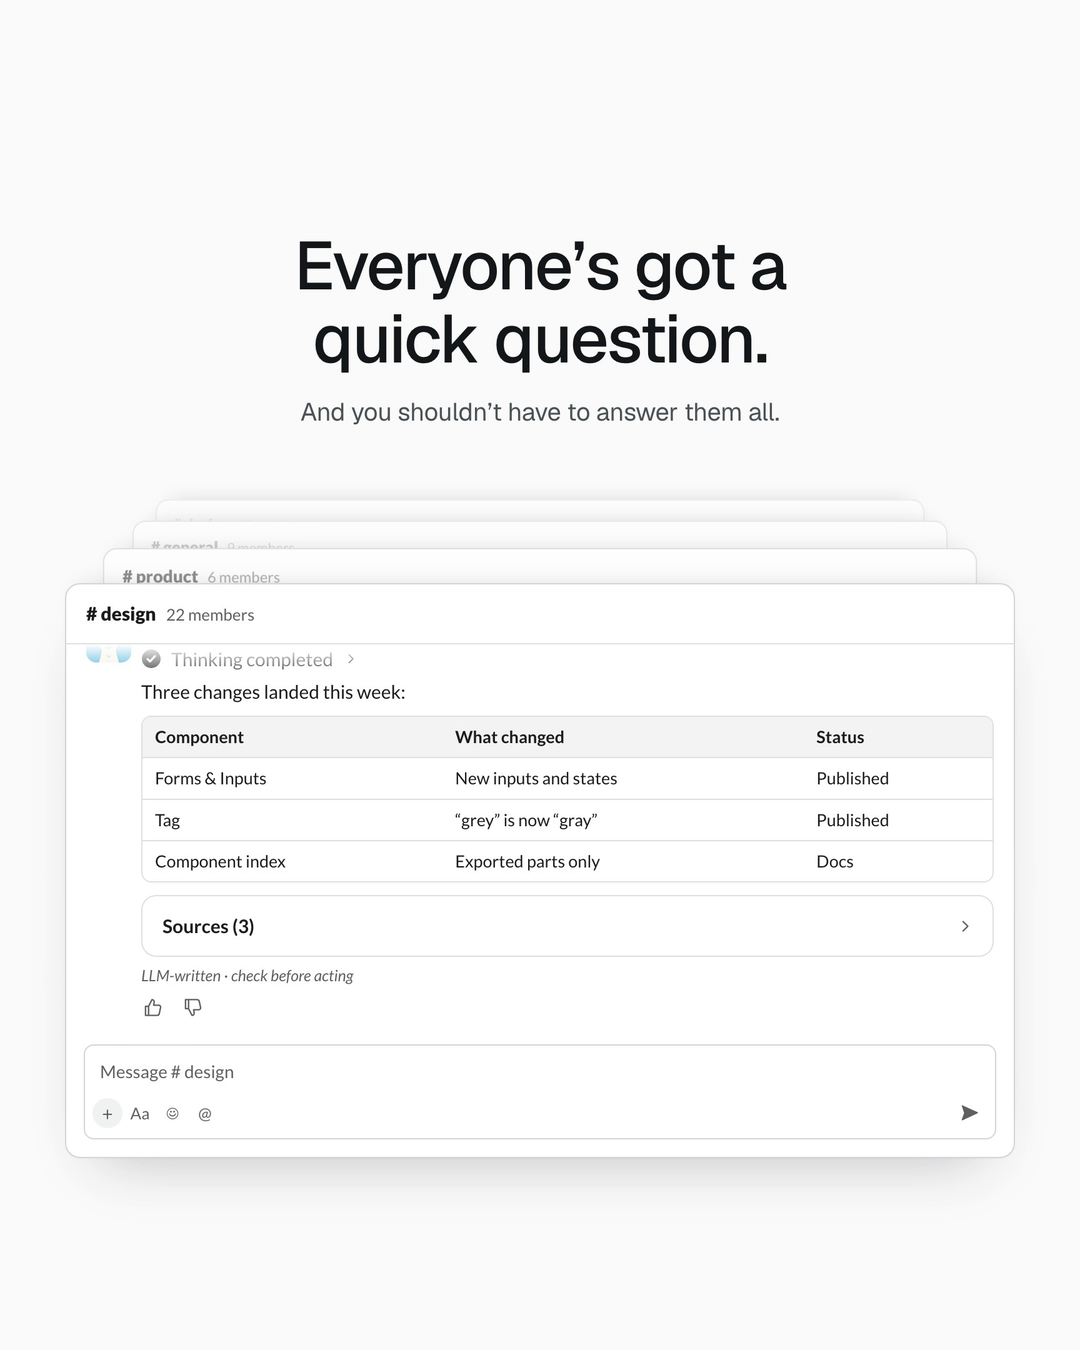 Everyone’s got a
quick question.
And you shouldn’t have to answer them all.
# general 9 members
# product 6 members
# design 22 members
Thinking completed
Three changes landed this week:
Component What changed Status
Forms & Inputs New inputs and states Published
Tag “grey” is now “gray” Published
Component index Exported parts only Docs
Sources (3)
LLM-written · check before acting
Message # design
+ Aa @